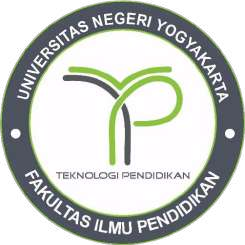 UNIVERSITAS NEGERI YOGYAKARTA
TEKNOLOGI PENDIDIKAN
FAKULTAS ILMU PENDIDIKAN